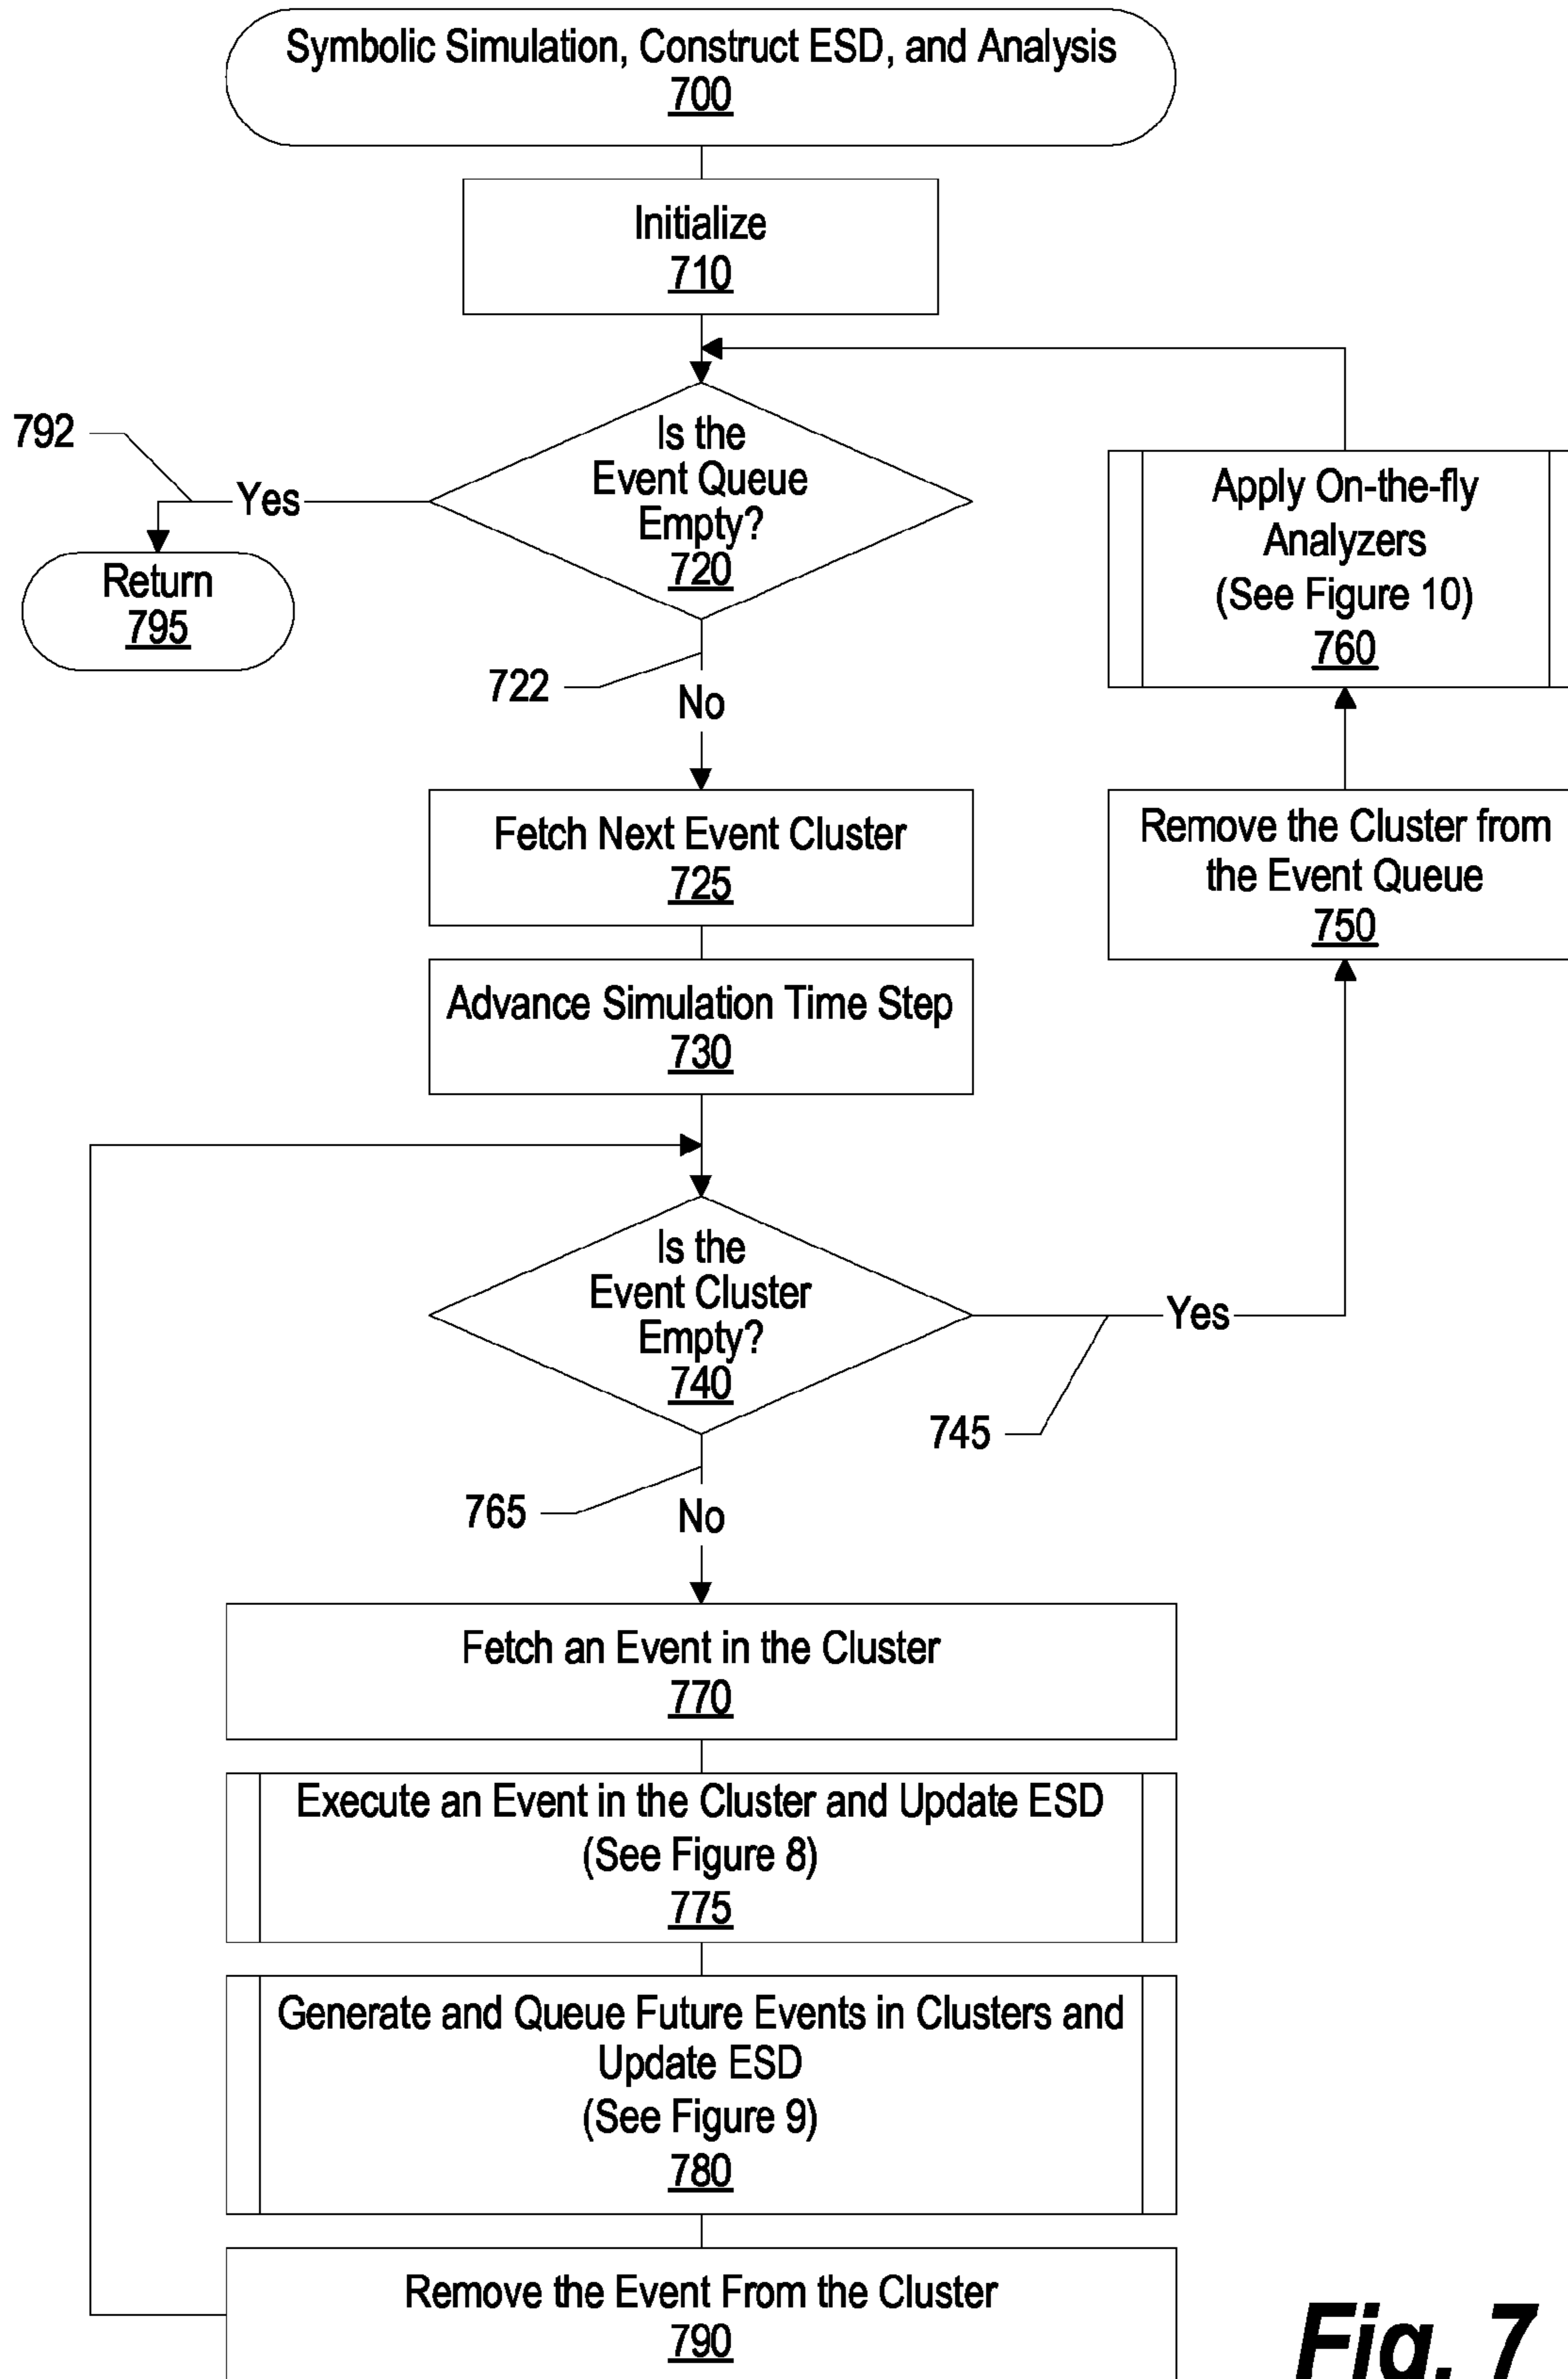 Symbolic Simulation, Construct ESD, and Analysis
700
Initialize
710
Is the
Event Queue
Empty?
720
792
Yes
Return
795
722
No
Fetch Next Event Cluster
725
Advance Simulation Time Step
730
Is the
Event Cluster
Empty?
740
745
Yes
Remove the Cluster from
the Event Queue
750
Apply On-the-fly
Analyzers
(See Figure 10)
760
765
No
Fetch an Event in the Cluster
770
Execute an Event in the Cluster and Update ESD
(See Figure 8)
775
Generate and Queue Future Events in Clusters and
Update ESD
(See Figure 9)
780
Remove the Event From the Cluster
790
Fig. 7